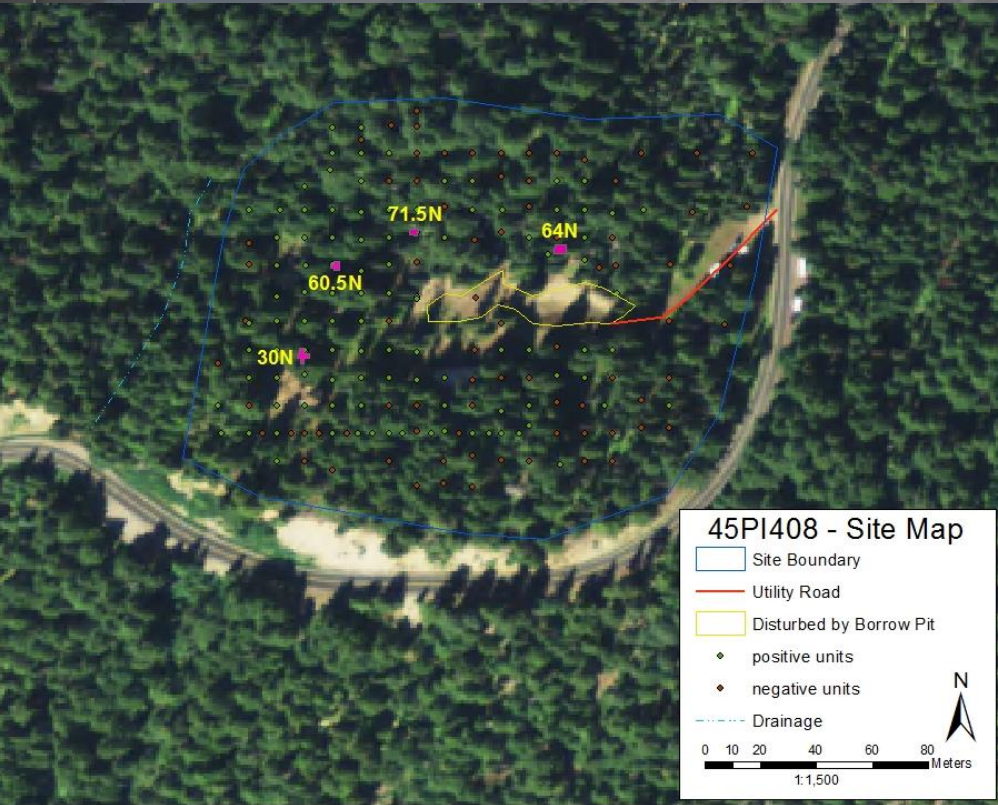 71.5N
64N
60.5N
30N
45PI408 - Site Map
Site Boundary
Utility Road
Disturbed by Borrow Pit
positive units
negative units
Drainage
N
0 10 20 40 60 80
Meters
1:1,500